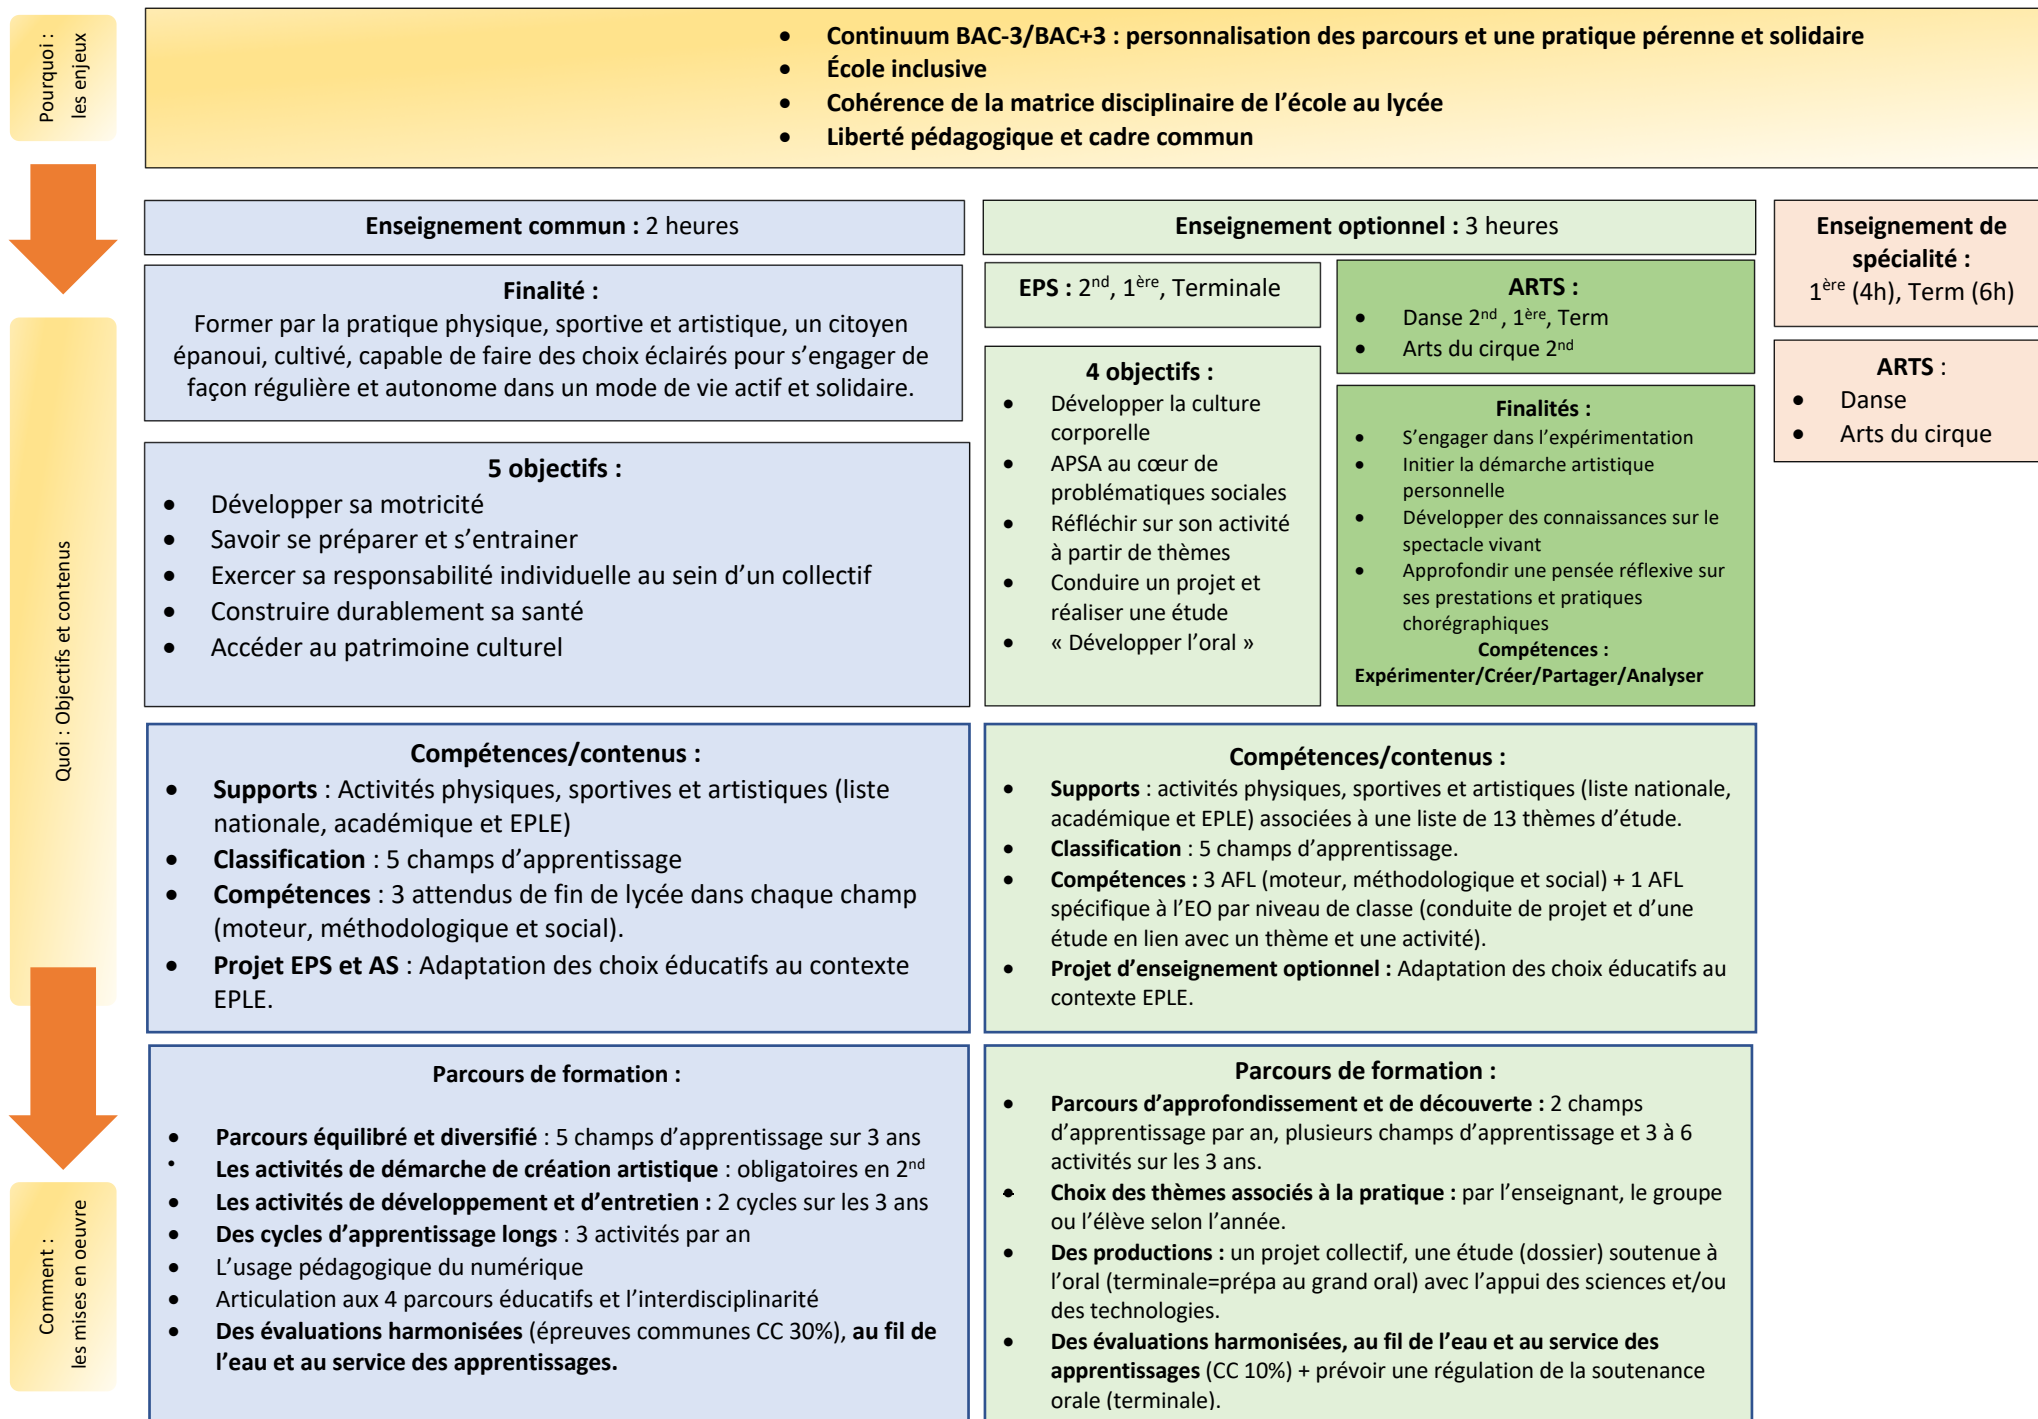 Pourquoi :
les enjeux
• Continuum BAC-3/BAC+3 : personnalisation des parcours et une pratique pérenne et solidaire
• École inclusive
• Cohérence de la matrice disciplinaire de l’école au lycée
• Liberté pédagogique et cadre commun
Quoi : Objectifs et contenus
Enseignement commun : 2 heures
Finalité :
Former par la pratique physique, sportive et artistique, un citoyen
épanoui, cultivé, capable de faire des choix éclairés pour s’engager de
façon régulière et autonome dans un mode de vie actif et solidaire.
5 objectifs :
• Développer sa motricité
• Savoir se préparer et s’entrainer
• Exercer sa responsabilité individuelle au sein d’un collectif
• Construire durablement sa santé
• Accéder au patrimoine culturel
Enseignement optionnel : 3 heures
EPS : 2nd, 1ère, Terminale
4 objectifs :
• Développer la culture
corporelle
• APSA au cœur de
problématiques sociales
• Réfléchir sur son activité
à partir de thèmes
• Conduire un projet et
réaliser une étude
• « Développer l’oral »
ARTS :
• Danse 2nd , 1ère, Term
• Arts du cirque 2nd
Finalités :
• S’engager dans l’expérimentation
• Initier la démarche artistique
personnelle
• Développer des connaissances sur le
spectacle vivant
• Approfondir une pensée réflexive sur
ses prestations et pratiques
chorégraphiques
Compétences :
Expérimenter/Créer/Partager/Analyser
Enseignement de
spécialité :
1ère (4h), Term (6h)
ARTS :
• Danse
• Arts du cirque
Compétences/contenus :
• Supports : Activités physiques, sportives et artistiques (liste
nationale, académique et EPLE)
• Classification : 5 champs d’apprentissage
• Compétences : 3 attendus de fin de lycée dans chaque champ
(moteur, méthodologique et social).
• Projet EPS et AS : Adaptation des choix éducatifs au contexte
EPLE.
Compétences/contenus :
• Supports : activités physiques, sportives et artistiques (liste nationale,
académique et EPLE) associées à une liste de 13 thèmes d’étude.
• Classification : 5 champs d’apprentissage.
• Compétences : 3 AFL (moteur, méthodologique et social) + 1 AFL
spécifique à l’EO par niveau de classe (conduite de projet et d’une
étude en lien avec un thème et une activité).
• Projet d’enseignement optionnel : Adaptation des choix éducatifs au
contexte EPLE.
Comment :
les mises en oeuvre
Parcours de formation :
• Parcours équilibré et diversifié : 5 champs d’apprentissage sur 3 ans
• Les activités de démarche de création artistique : obligatoires en 2nd
• Les activités de développement et d’entretien : 2 cycles sur les 3 ans
• Des cycles d’apprentissage longs : 3 activités par an
• L’usage pédagogique du numérique
• Articulation aux 4 parcours éducatifs et l’interdisciplinarité
• Des évaluations harmonisées (épreuves communes CC 30%), au fil de
l’eau et au service des apprentissages.
Parcours de formation :
• Parcours d’approfondissement et de découverte : 2 champs
d’apprentissage par an, plusieurs champs d’apprentissage et 3 à 6
activités sur les 3 ans.
• Choix des thèmes associés à la pratique : par l’enseignant, le groupe
ou l’élève selon l’année.
• Des productions : un projet collectif, une étude (dossier) soutenue à
l’oral (terminale=prépa au grand oral) avec l’appui des sciences et/ou
des technologies.
• Des évaluations harmonisées, au fil de l’eau et au service des
apprentissages (CC 10%) + prévoir une régulation de la soutenance
orale (terminale).